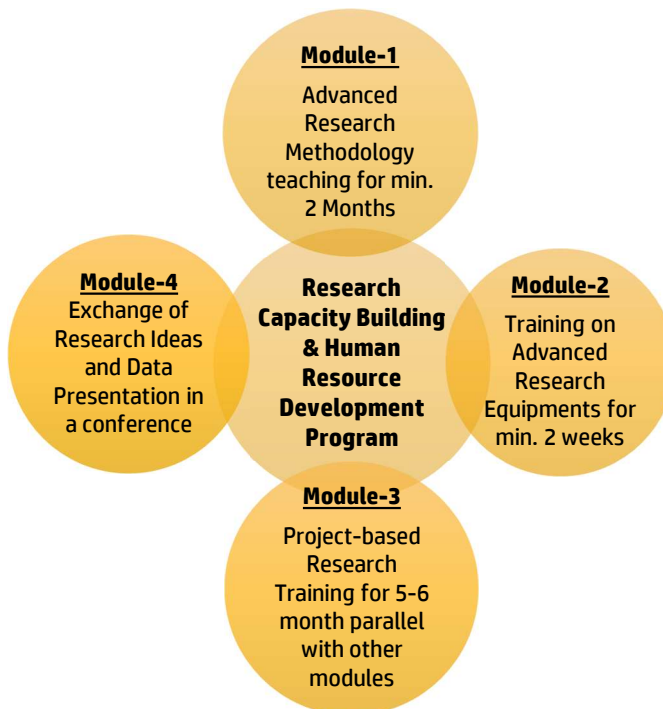 Module-1
Advanced
Research
Methodology
teaching for min.
2 Months
Module-4
Exchange of
Research Ideas
and Data
Presentation in
a conference
Research
Capacity Building
& Human
Resource
Development
Program
Module-2
Training on
Advanced
Research
Equipments for
min. 2 weeks
Module-3
Project-based
Research
Training for 5-6
month parallel
with other
modules